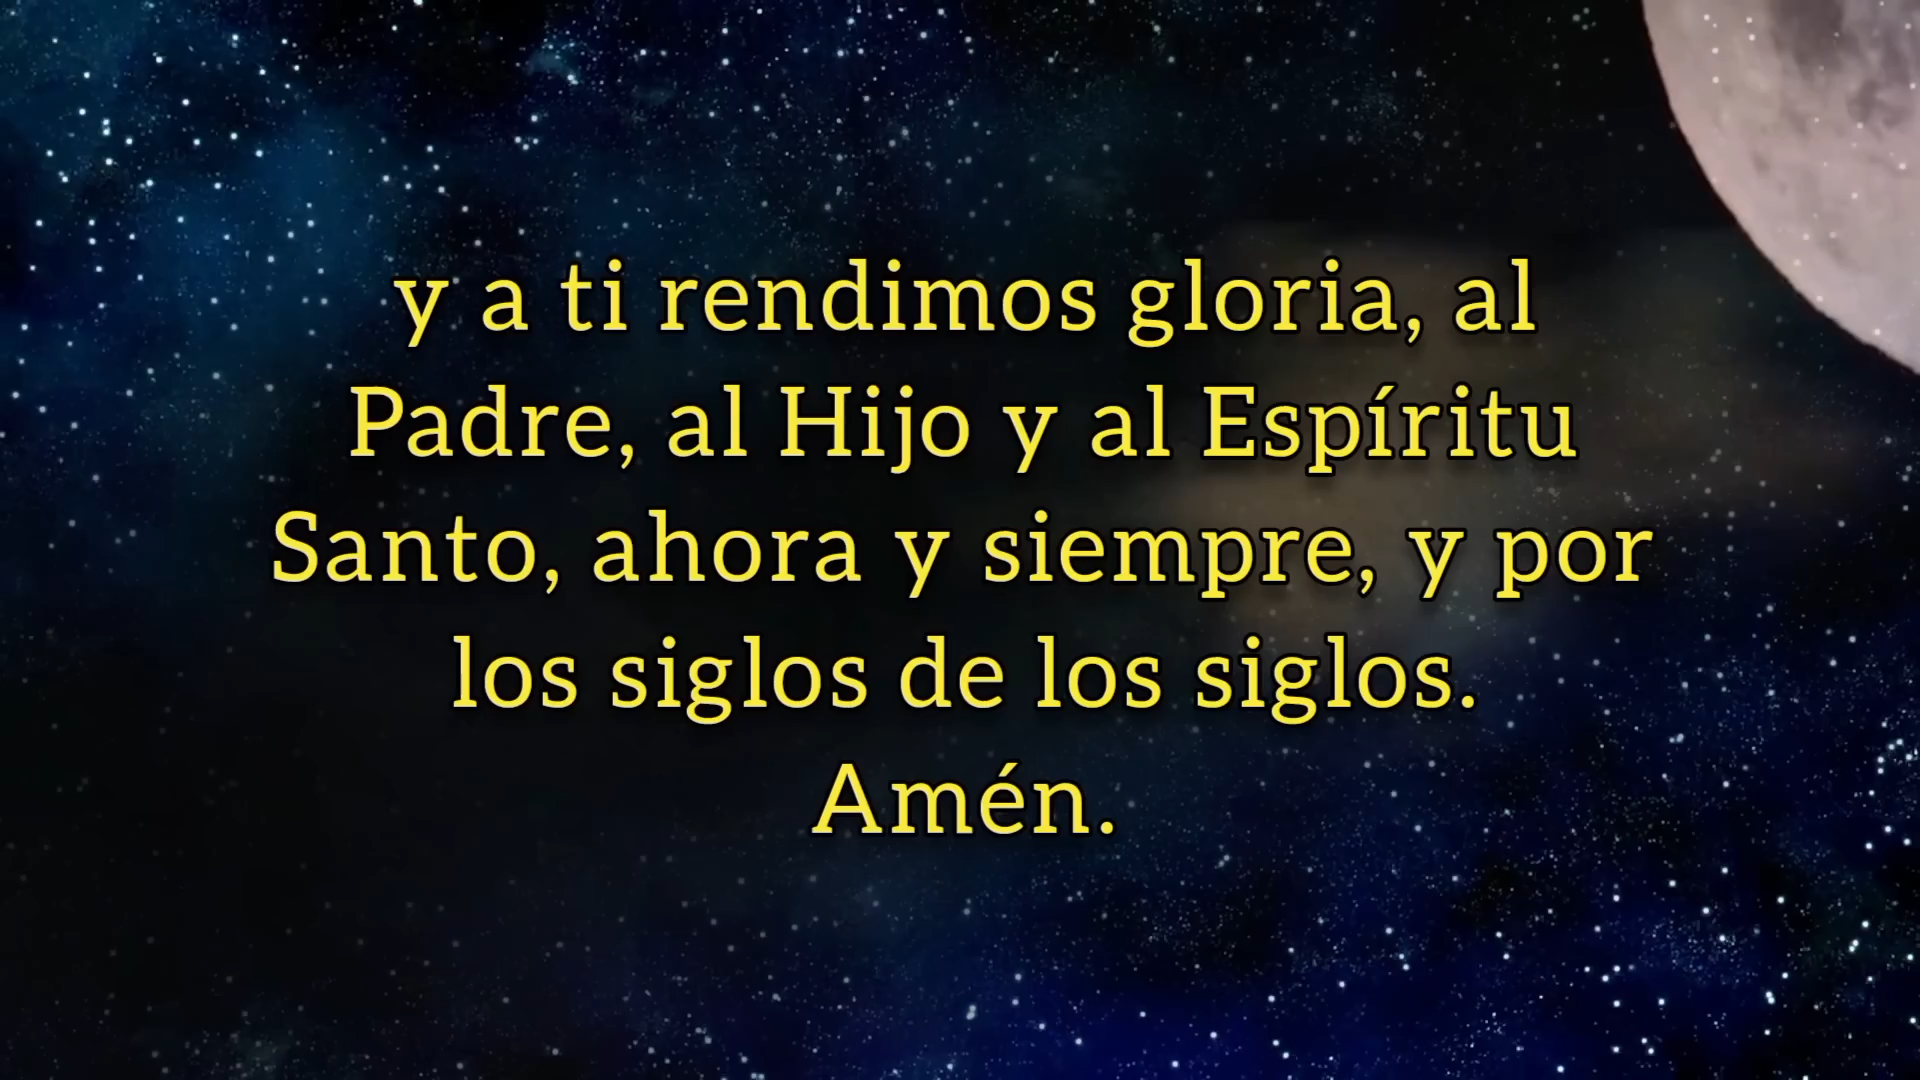 y a ti rendimos gloria, al
Padre, al Hijo y al Espíritu
Santo, ahora y siempre, y por
los siglos de los siglos.
Amén.